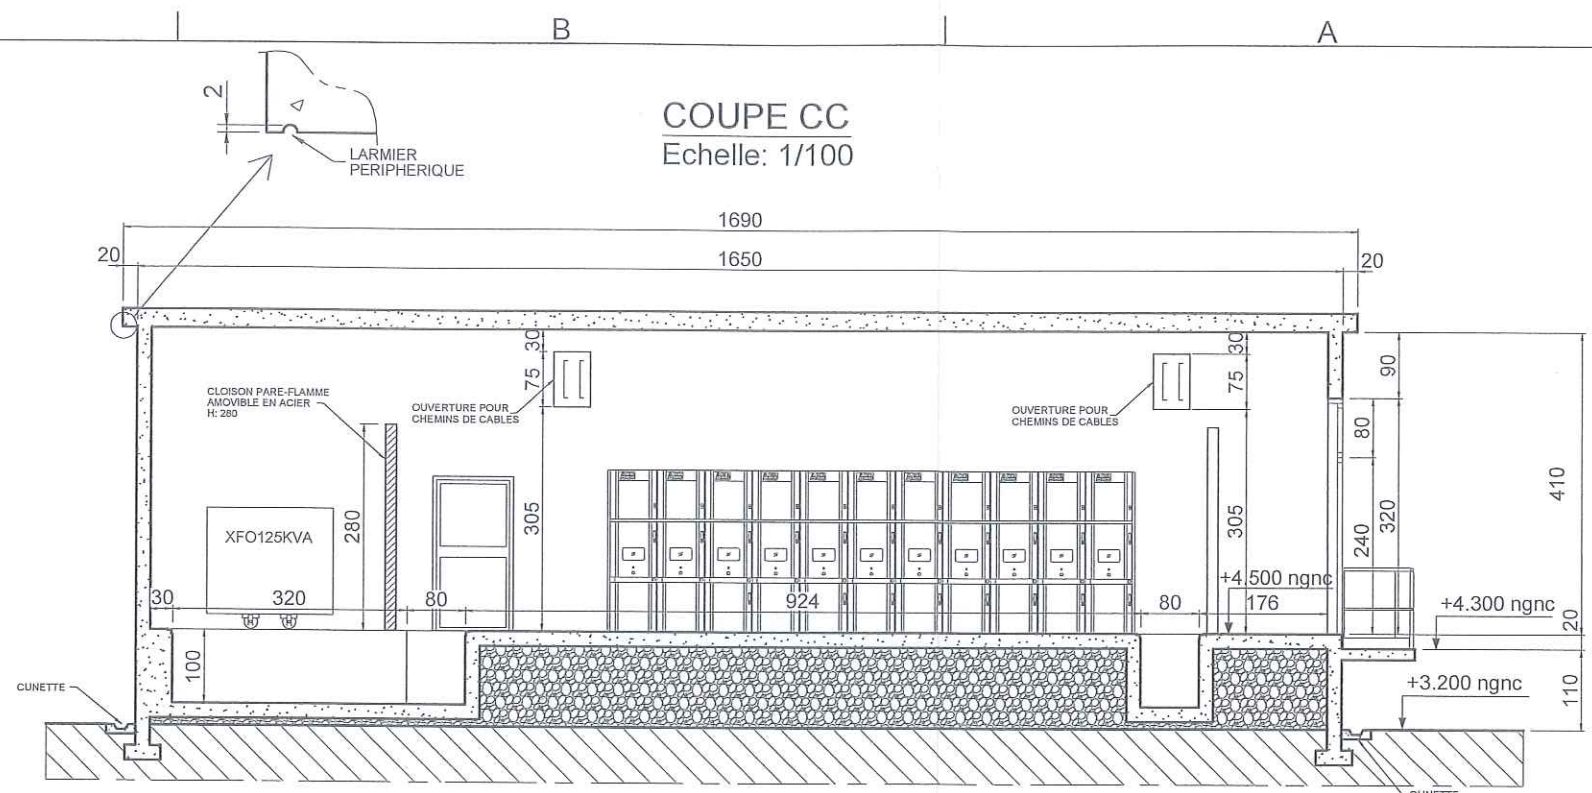 B
A
2
LARMIER
PERIPHERIQUE
COUPE CC
Echelle: 1/100
1690
20
1650
20
30
75
305
30
75
305
90
80
320
240
410
CLOISON PARE-FLAMME
AMOVIBLE EN ACIER
H: 280
OUVERTURE POUR
CHEMINS DE CABLES
OUVERTURE POUR
CHEMINS DE CABLES
XFO125KVA
280
+4.500 ngnc
30
320
80
924
80
176
+4.300 ngnc
20
100
+3.200 ngnc
110
CUNETTE